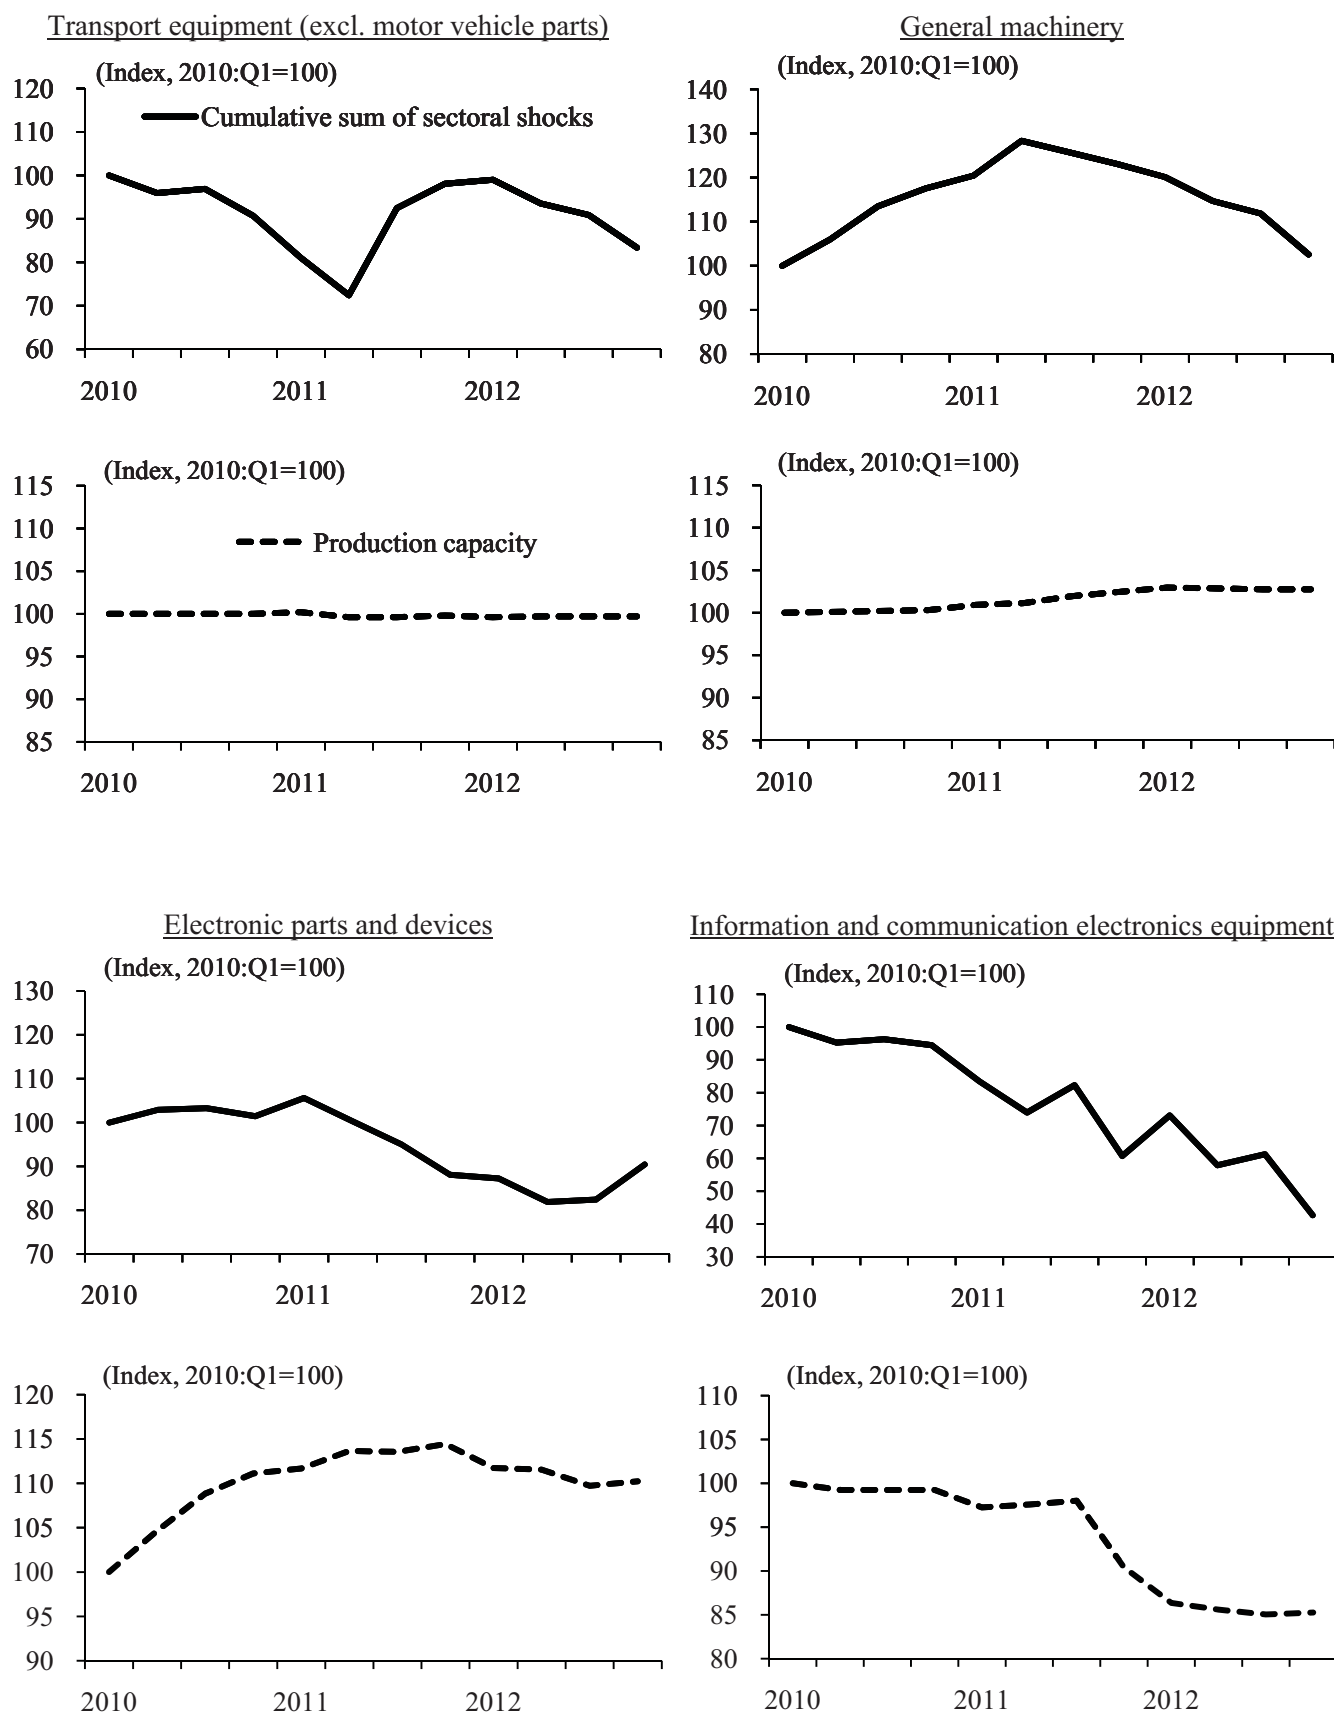 Transport equipment (excl. motor vehicle parts)
(Index, 2010:Q1=100)
120
Cumulative sum of sectoral shocks
110
100
90
80
70
60
2010 2011 2012
General machinery
(Index, 2010:Q1=100)
140
130
120
110
100
90
80
2010 2011 2012
(Index, 2010:Q1=100)
115
110
Production capacity
105
100
95
90
85
2010 2011 2012
(Index, 2010:Q1=100)
115
110
105
100
95
90
85
2010 2011 2012
Electronic parts and devices
(Index, 2010:Q1=100)
130
120
110
100
90
80
70
2010 2011 2012
Information and communication electronics equipment
(Index, 2010:Q1=100)
110
100
90
80
70
60
50
40
30
2010 2011 2012
(Index, 2010:Q1=100)
120
115
110
105
100
95
90
2010 2011 2012
(Index, 2010:Q1=100)
110
105
100
95
90
85
80
2010 2011 2012